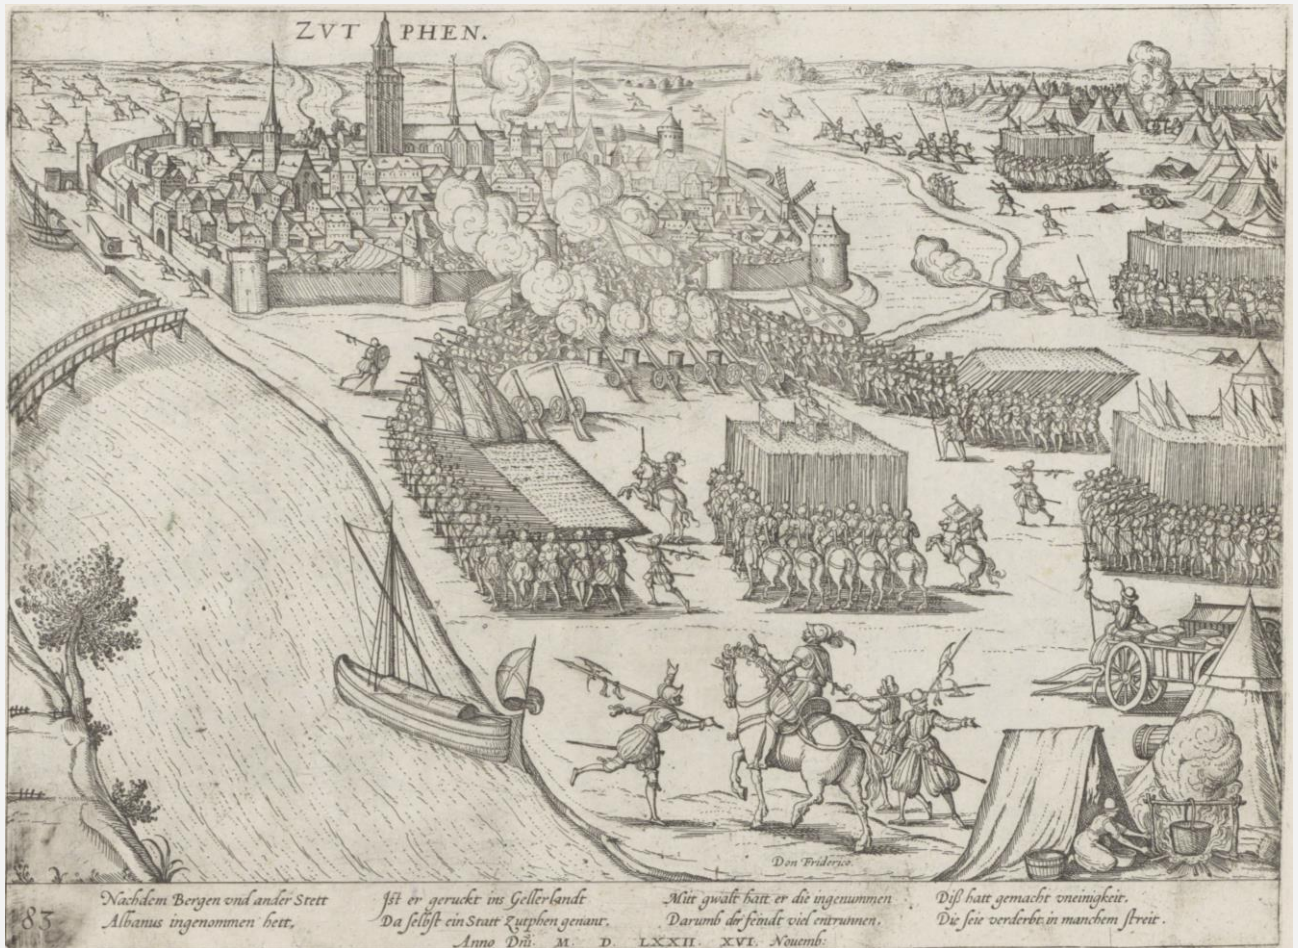 ZVTPHEN.
Don Friderico.
Nachdem Bergen vnd ander Stett
Albanus ingenommen hett,
Ist er geruckt ins Gellerlandt
Da selbst ein Statt Zutphen genant.
Mitt gwalt hatt er die ingenummen
Darumb der feindt viel entrunnen.
Diß hatt gemacht vneinigkeit.
Die seie verderbt in manchem streit.
Anno Dnī. M. D. LXXII. XVI. Nouemb:
83